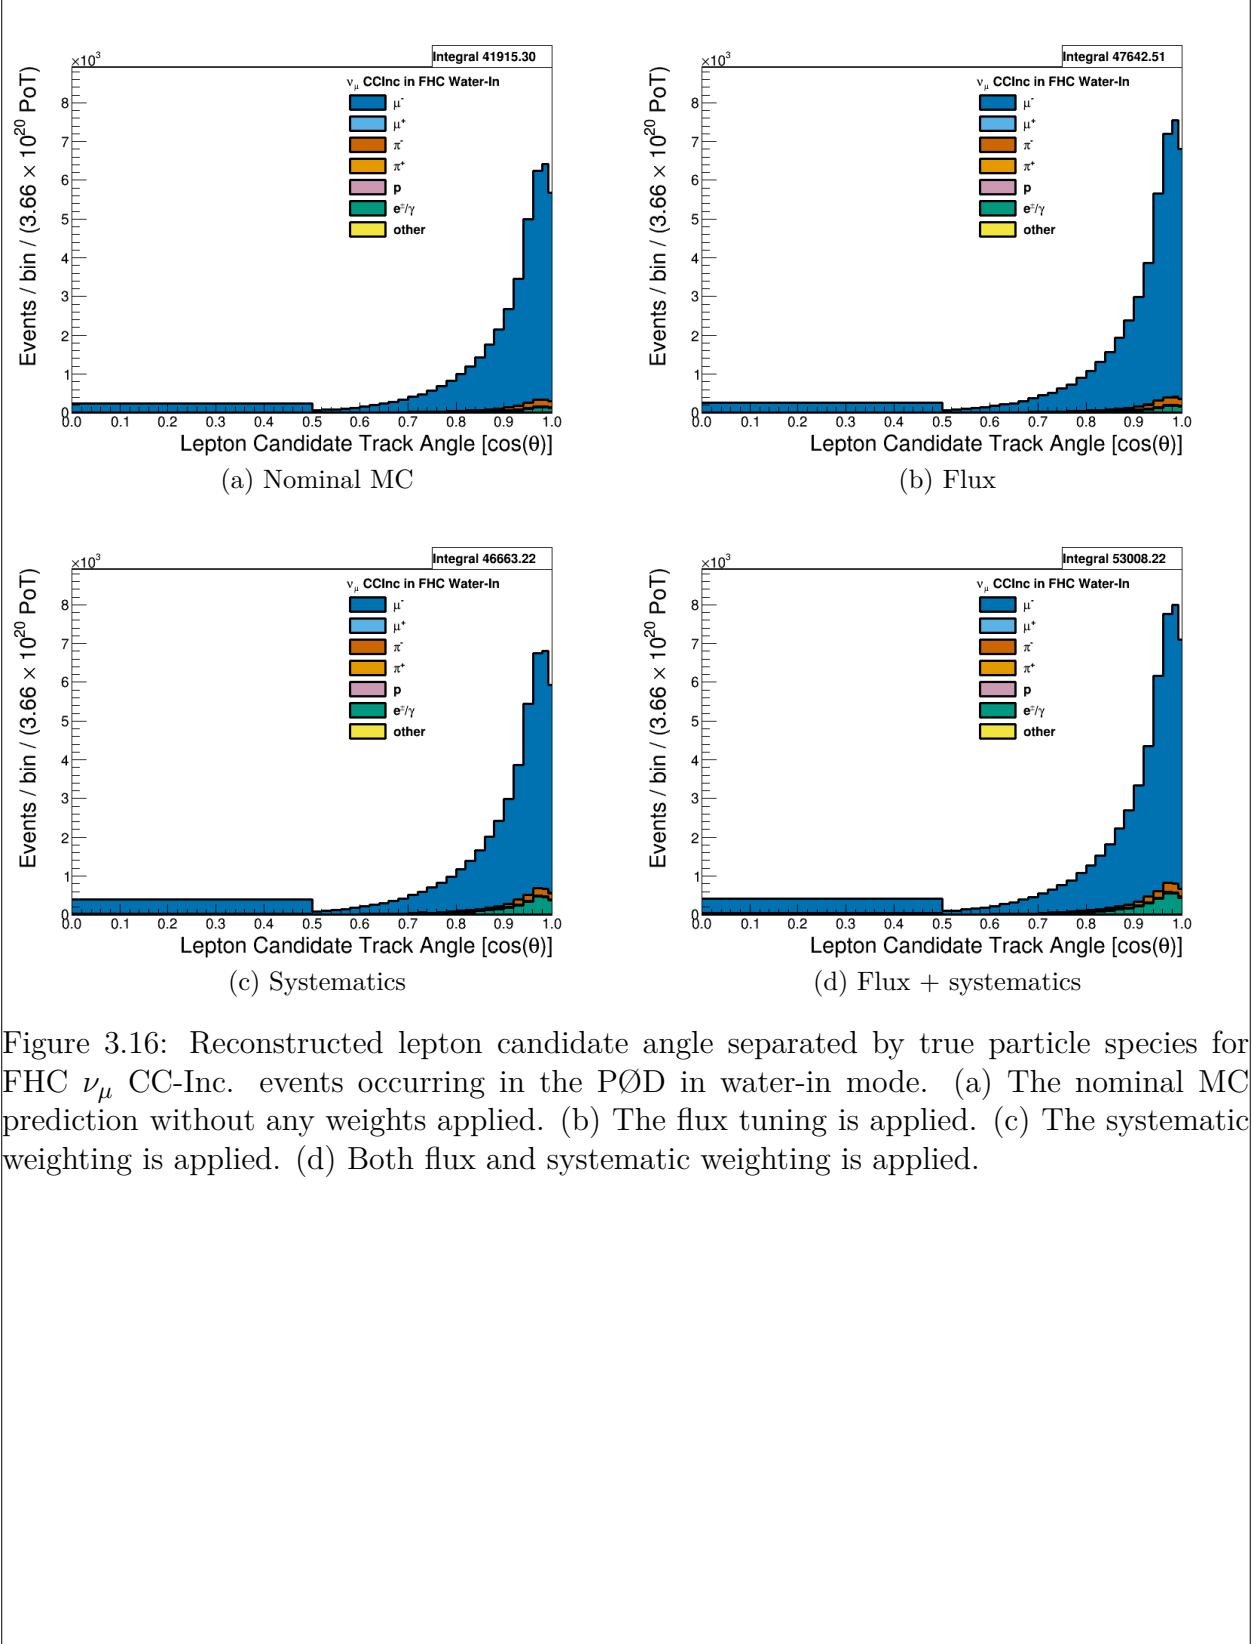 ×10³
Integral 41915.30
Events / bin / (3.66 × 10²⁰ PoT)
ν_μ CCInc in FHC Water-In
μ⁻
μ⁺
π⁻
π⁺
p
e±/γ
other
8
7
6
5
4
3
2
1
0
0.0 0.1 0.2 0.3 0.4 0.5 0.6 0.7 0.8 0.9 1.0
Lepton Candidate Track Angle [cos(θ)]
(a) Nominal MC
×10³
Integral 47642.51
Events / bin / (3.66 × 10²⁰ PoT)
ν_μ CCInc in FHC Water-In
μ⁻
μ⁺
π⁻
π⁺
p
e±/γ
other
8
7
6
5
4
3
2
1
0
0.0 0.1 0.2 0.3 0.4 0.5 0.6 0.7 0.8 0.9 1.0
Lepton Candidate Track Angle [cos(θ)]
(b) Flux
×10³
Integral 46663.22
Events / bin / (3.66 × 10²⁰ PoT)
ν_μ CCInc in FHC Water-In
μ⁻
μ⁺
π⁻
π⁺
p
e±/γ
other
8
7
6
5
4
3
2
1
0
0.0 0.1 0.2 0.3 0.4 0.5 0.6 0.7 0.8 0.9 1.0
Lepton Candidate Track Angle [cos(θ)]
(c) Systematics
×10³
Integral 53008.22
Events / bin / (3.66 × 10²⁰ PoT)
ν_μ CCInc in FHC Water-In
μ⁻
μ⁺
π⁻
π⁺
p
e±/γ
other
8
7
6
5
4
3
2
1
0
0.0 0.1 0.2 0.3 0.4 0.5 0.6 0.7 0.8 0.9 1.0
Lepton Candidate Track Angle [cos(θ)]
(d) Flux + systematics
Figure 3.16: Reconstructed lepton candidate angle separated by true particle species for
FHC ν_μ CC-Inc. events occurring in the PØD in water-in mode. (a) The nominal MC
prediction without any weights applied. (b) The flux tuning is applied. (c) The systematic
weighting is applied. (d) Both flux and systematic weighting is applied.